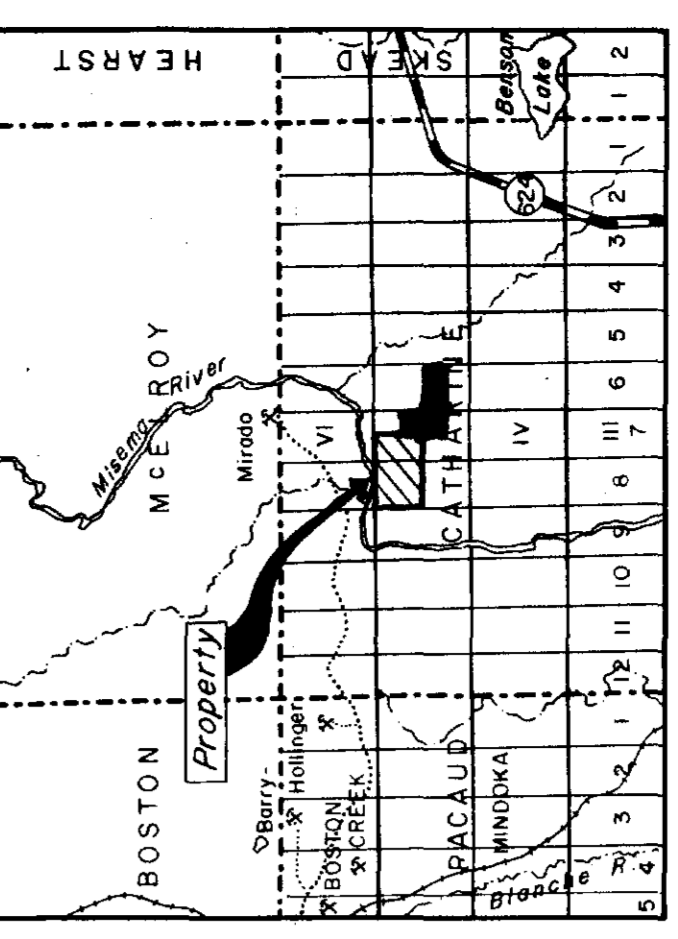 HEARST
SKEAD
Benson
Lake
2
1
1
2
3
4
5
6
7
8
9
10
11
12
1
2
3
4
5
624
MCELROY
Misema River
Mirado
VI
IV
III
CATHARINE
Property
BOSTON
Barry-
Hollinger
BOSTON
CREEK
PACAUD
MINDOKA
Blanche R.